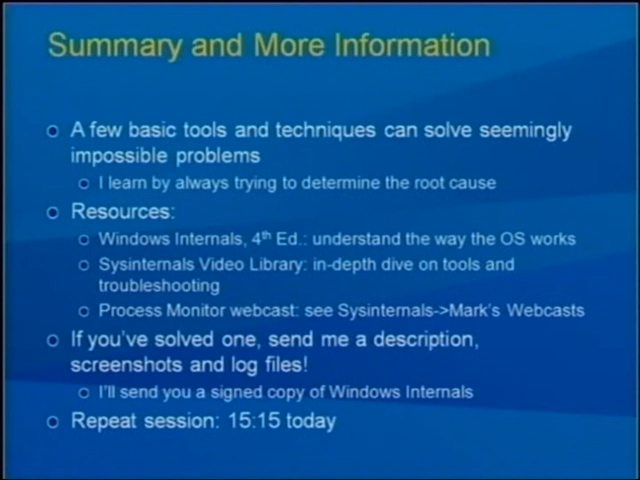 Summary and More Information
A few basic tools and techniques can solve seemingly
impossible problems
I learn by always trying to determine the root cause
Resources:
Windows Internals, 4th Ed.: understand the way the OS works
Sysinternals Video Library: in-depth dive on tools and
troubleshooting
Process Monitor webcast: see Sysinternals->Mark's Webcasts
If you've solved one, send me a description,
screenshots and log files!
I'll send you a signed copy of Windows Internals
Repeat session: 15:15 today